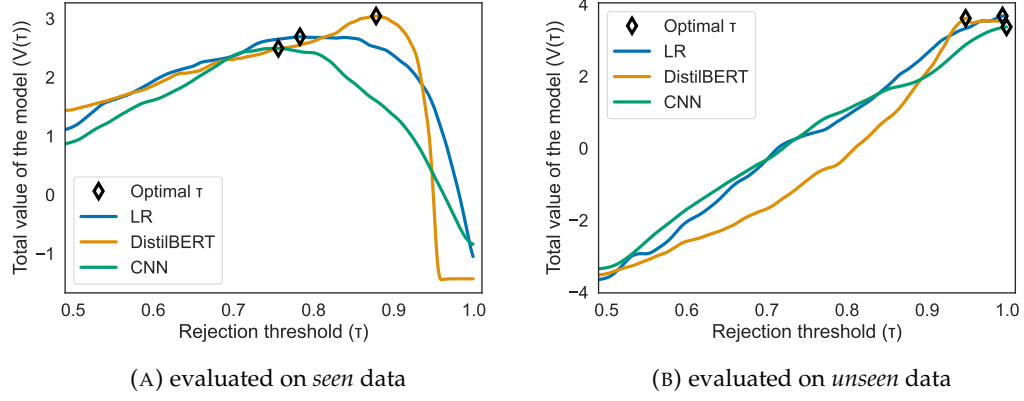 3
2
1
0
−1
0.5 0.6 0.7 0.8 0.9 1.0
Total value of the model (V(τ))
Rejection threshold (τ)
Optimal τ
LR
DistilBERT
CNN
(A) evaluated on seen data
4
2
0
−2
−4
0.5 0.6 0.7 0.8 0.9 1.0
Total value of the model (V(τ))
Rejection threshold (τ)
Optimal τ
LR
DistilBERT
CNN
(B) evaluated on unseen data